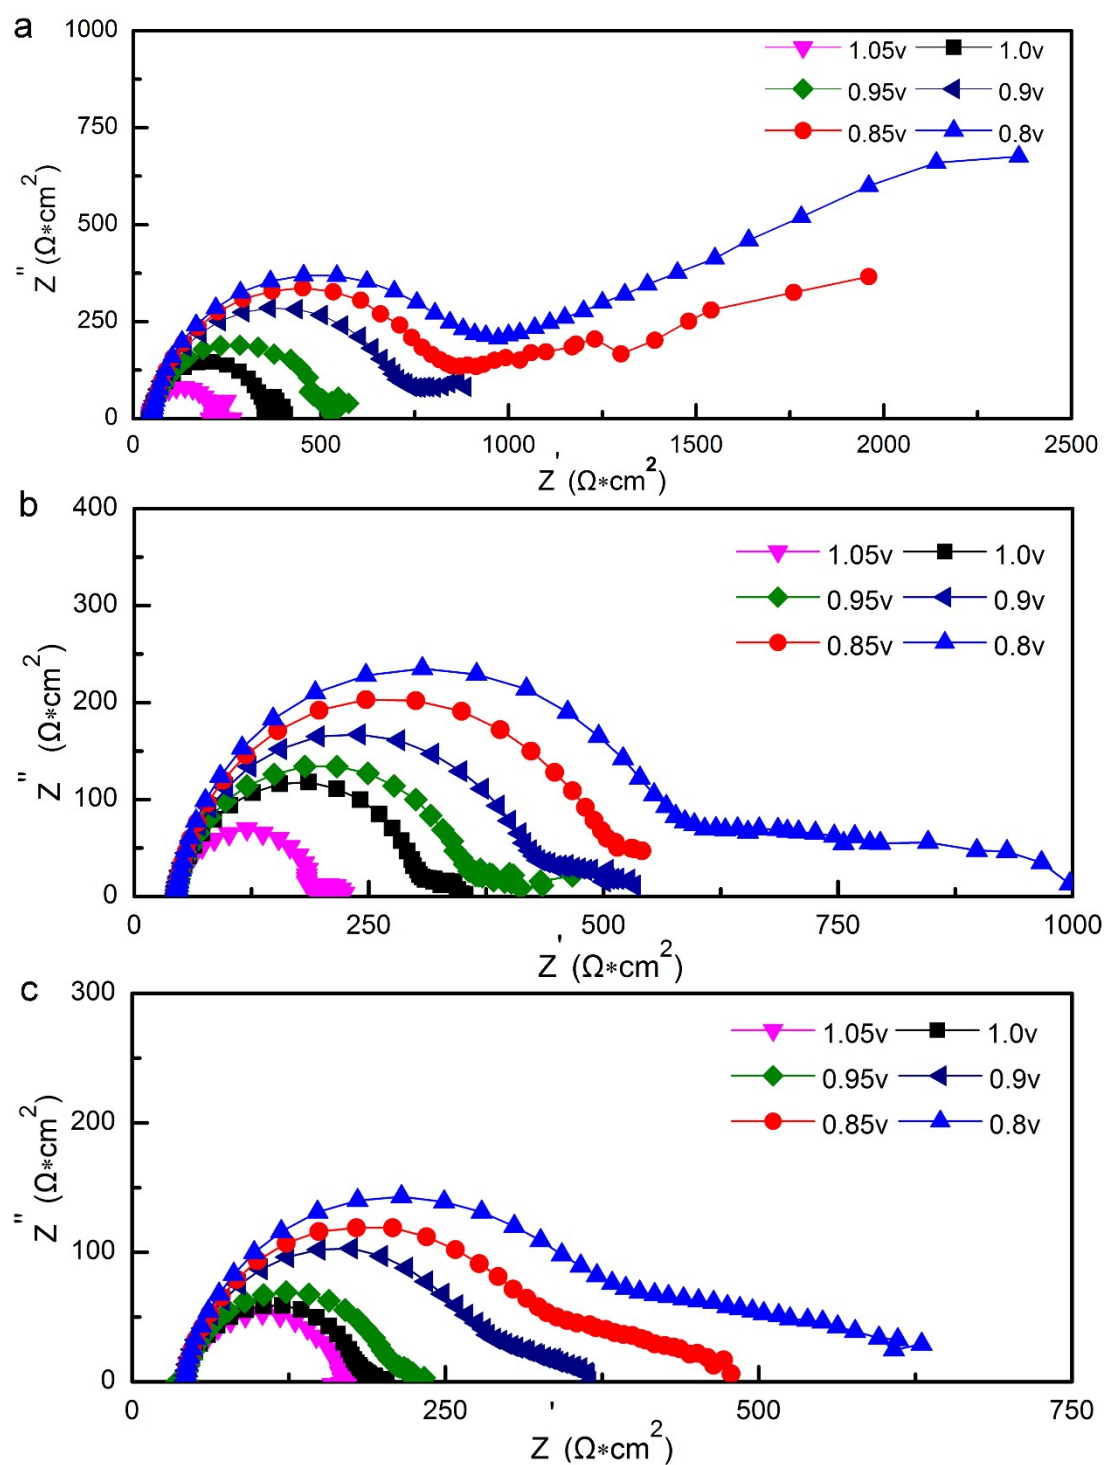 a
1000
750
500
250
0
Z" (Ω*cm²)
1.05v 1.0v
0.95v 0.9v
0.85v 0.8v
0 500 1000 1500 2000 2500
Z' (Ω*cm²)
b
400
300
200
100
0
Z" (Ω*cm²)
1.05v 1.0v
0.95v 0.9v
0.85v 0.8v
0 250 500 750 1000
Z' (Ω*cm²)
c
300
200
100
0
Z" (Ω*cm²)
1.05v 1.0v
0.95v 0.9v
0.85v 0.8v
0 250 500 750
Z' (Ω*cm²)